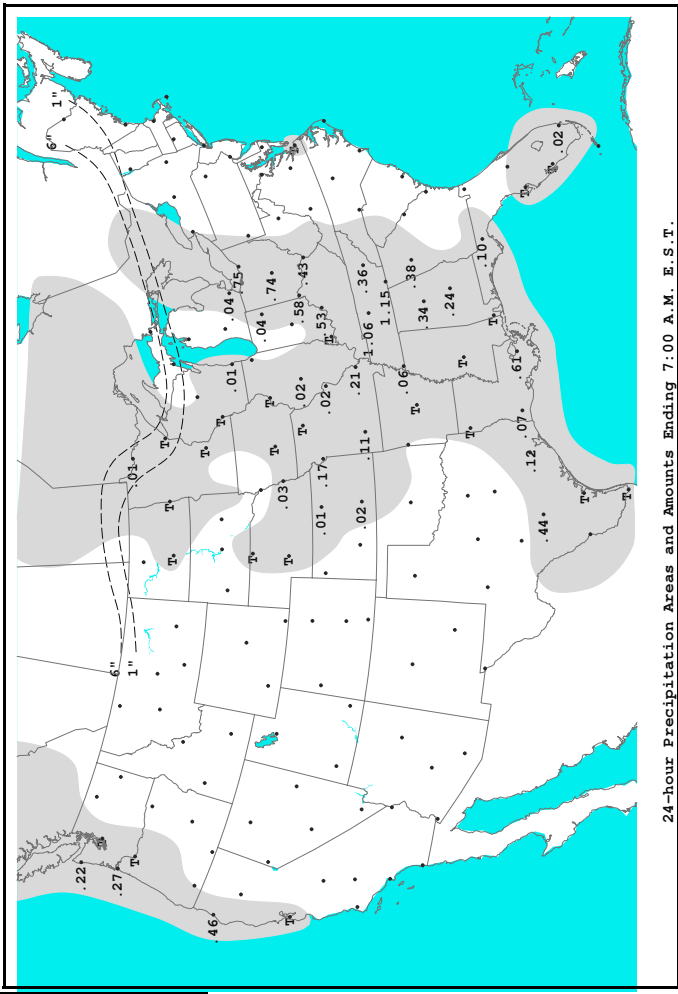 6"
1"
.22
T
6"
1"
.27
T
.01
T
T
T
T
.46
T
.04
.01
.75
T
.04
T
.74
T
.03
T
T
T
.58
.02
.43
T
.53
.01
.17
.02
T
.21
.02
.36
.11
1.06
1.15
.06
.38
T
.34
.24
T
T
.10
T
.61
.07
T
.12
.44
T
.02
T
T
24-hour Precipitation Areas and Amounts Ending 7:00 A.M. E.S.T.